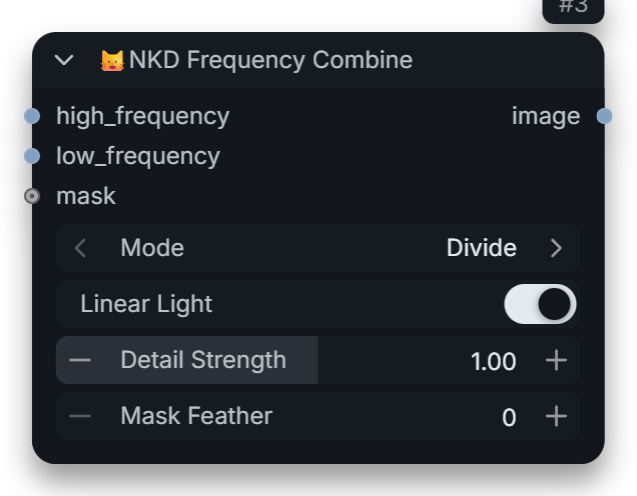 #3
NKD Frequency Combine
high_frequency image
low_frequency
mask
Mode Divide
Linear Light
Detail Strength 1.00
Mask Feather 0